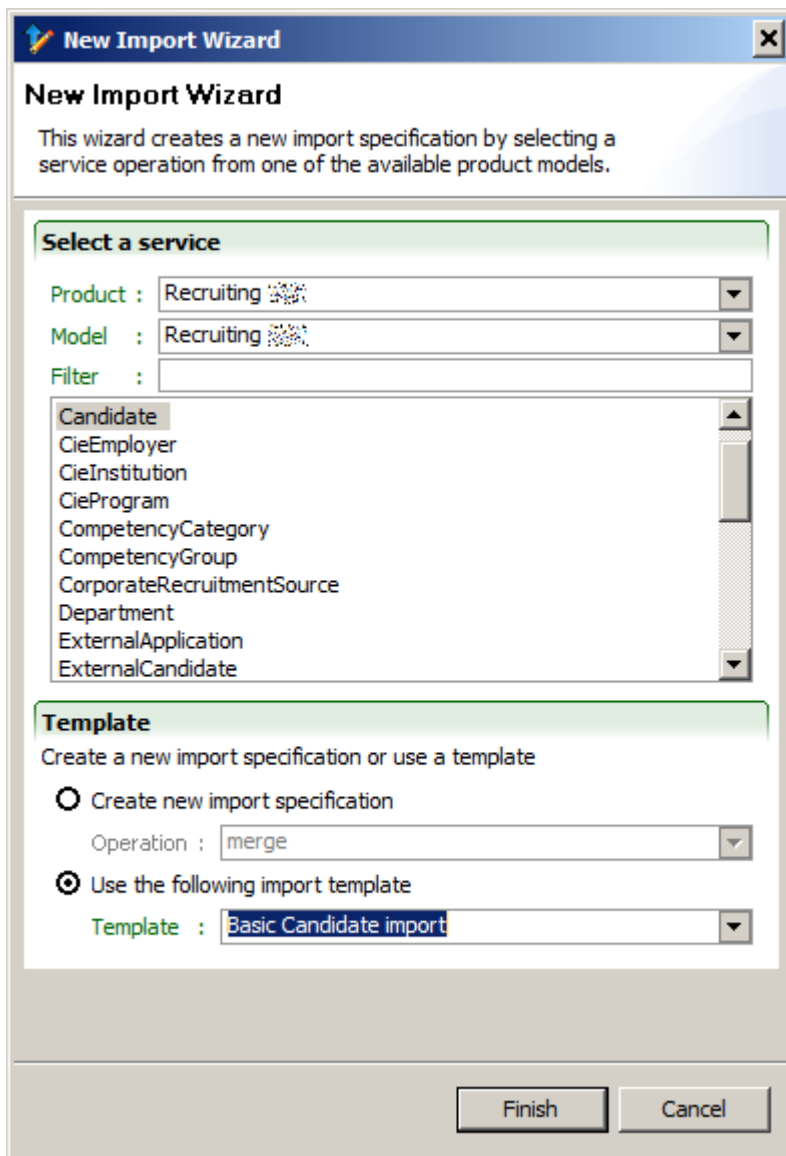 New Import Wizard
New Import Wizard
This wizard creates a new import specification by selecting a
service operation from one of the available product models.
Select a service
Product : Recruiting
Model : Recruiting
Filter :
Candidate
CieEmployer
CieInstitution
CieProgram
CompetencyCategory
CompetencyGroup
CorporateRecruitmentSource
Department
ExternalApplication
ExternalCandidate
Template
Create a new import specification or use a template
Create new import specification
Operation : merge
Use the following import template
Template : Basic Candidate import
Finish Cancel